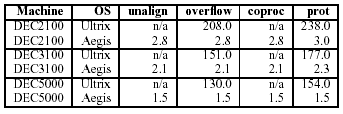 Machine OS unalign overflow coproc prot
DEC2100 Ultrix n/a 208.0 n/a 238.0
DEC2100 Aegis 2.8 2.8 2.8 3.0
DEC3100 Ultrix n/a 151.0 n/a 177.0
DEC3100 Aegis 2.1 2.1 2.1 2.3
DEC5000 Ultrix n/a 130.0 n/a 154.0
DEC5000 Aegis 1.5 1.5 1.5 1.5